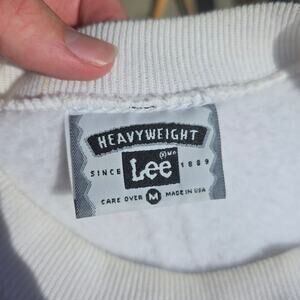 HEAVYWEIGHT
SINCE Lee 1889
CARE OVER M MADE IN USA